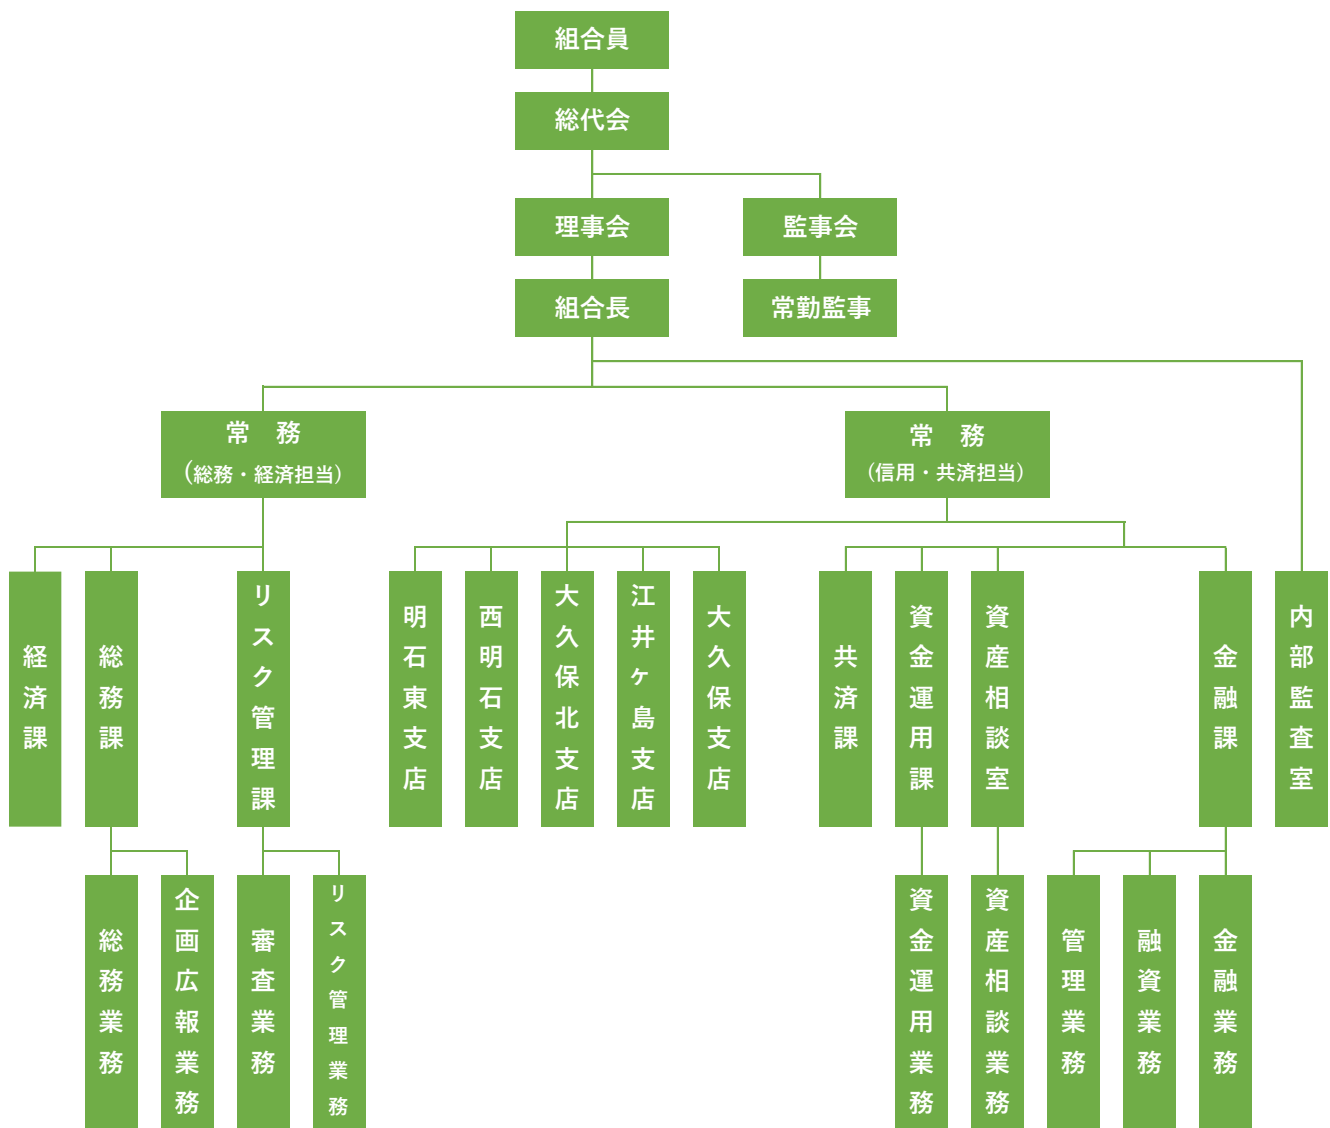 組合員
総代会
理事会
監事会
組合長
常勤監事
常　務
（総務・経済担当）
常　務
（信用・共済担当）
経済課
総務課
リスク管理課
明石東支店
西明石支店
大久保北支店
江井ヶ島支店
大久保支店
共済課
資金運用課
資産相談室
金融課
内部監査室
総務業務
企画広報業務
審査業務
リスク管理業務
資金運用業務
資産相談業務
管理業務
融資業務
金融業務